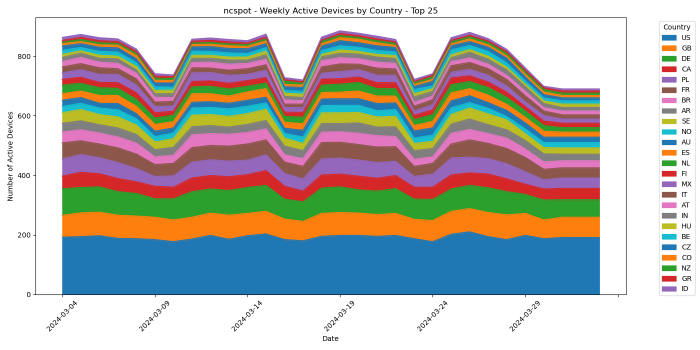 ncspot - Weekly Active Devices by Country - Top 25
Number of Active Devices
800
600
400
200
0
2024-03-04
2024-03-09
2024-03-14
2024-03-19
2024-03-24
2024-03-29
Date
Country
US
GB
DE
CA
PL
FR
BR
AR
SE
NO
AU
ES
NL
FI
MX
IT
AT
IN
HU
BE
CZ
CO
NZ
GR
ID